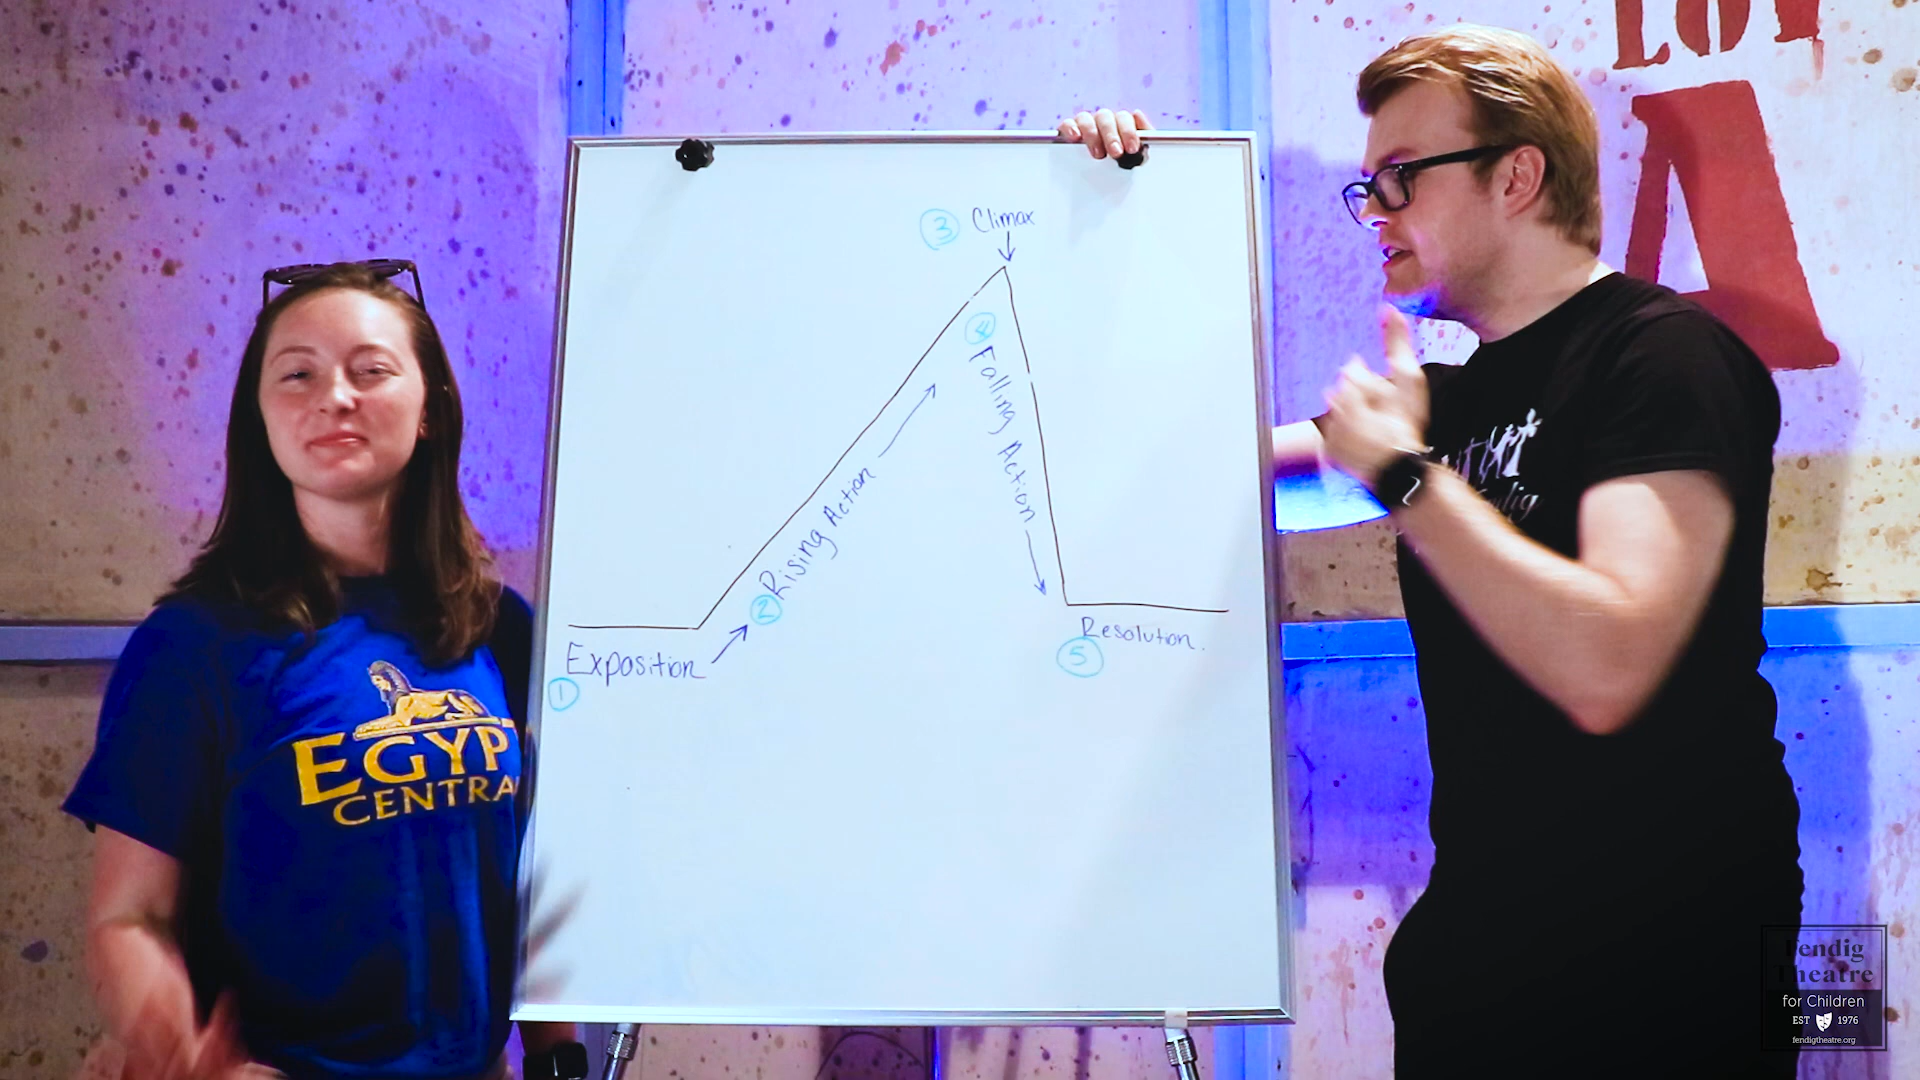 3 Climax
4 Falling Action
2 Rising Action
1 Exposition
5 Resolution.
EGYPT
CENTRA
Fendig
Theatre
for Children
EST 1976
fendigtheatre.org